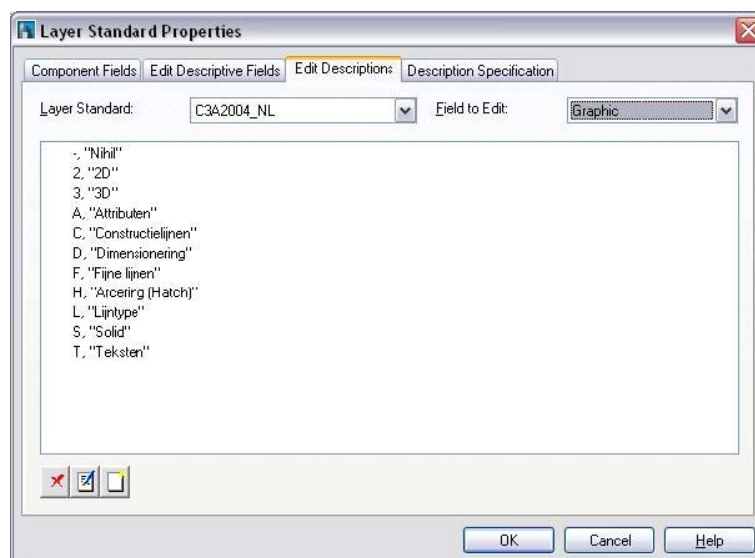 Layer Standard Properties
Component Fields Edit Descriptive Fields Edit Descriptions Description Specification
Layer Standard: C3A2004_NL Field to Edit: Graphic
-, "Nihil"
2, "2D"
3, "3D"
A, "Attributen"
C, "Constructielijnen"
D, "Dimensionering"
F, "Fijne lijnen"
H, "Arcering (Hatch)"
L, "Lijntype"
S, "Solid"
T, "Teksten"
OK Cancel Help